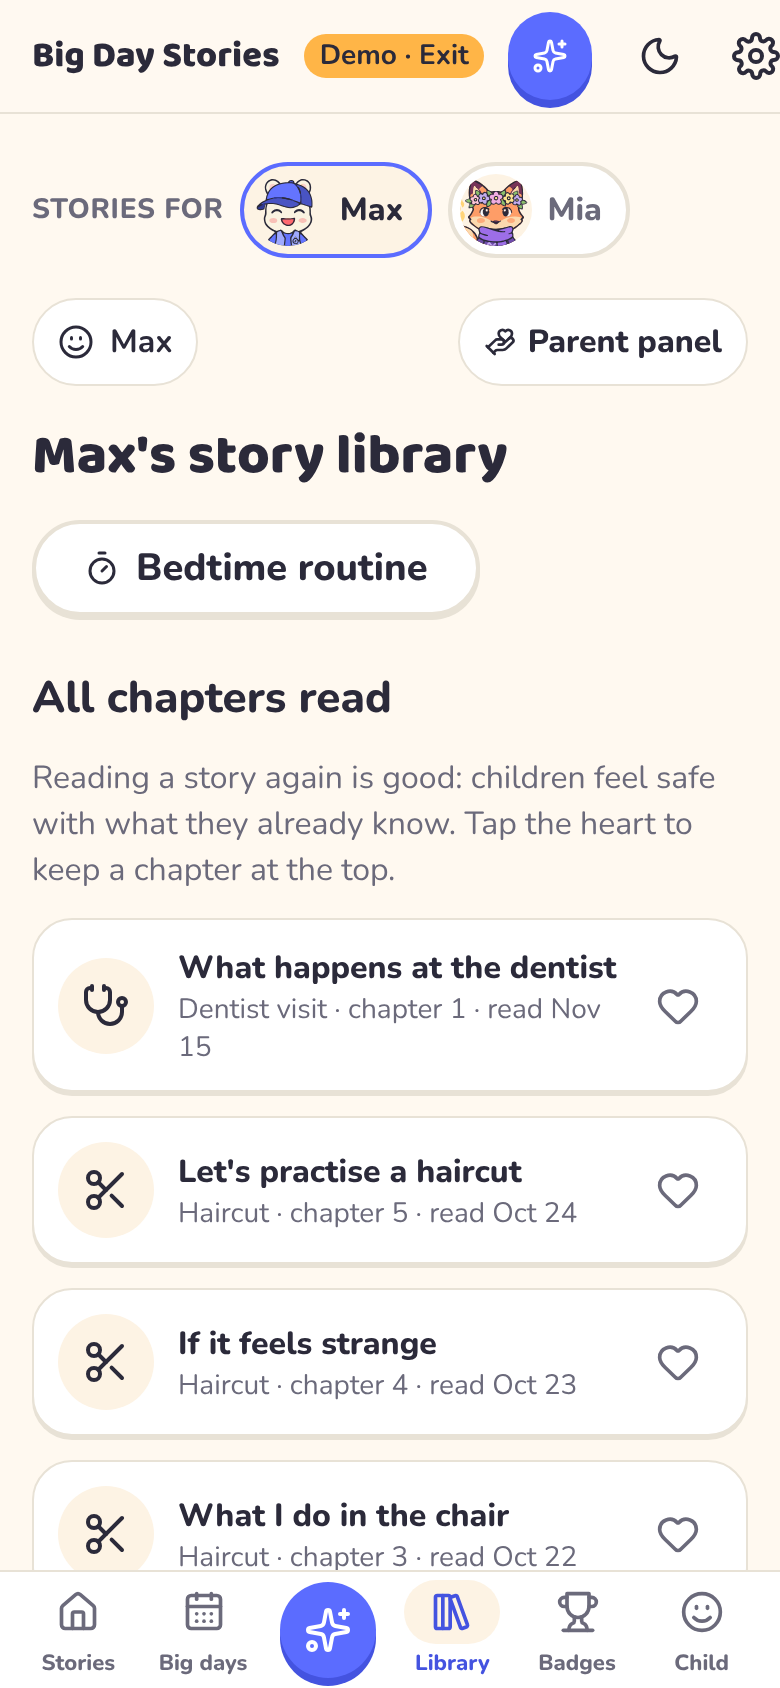 Big Day Stories
Demo · Exit
STORIES FOR
Max
Mia
Max
Parent panel
Max's story library
Bedtime routine
All chapters read
Reading a story again is good: children feel safe
with what they already know. Tap the heart to
keep a chapter at the top.
What happens at the dentist
Dentist visit · chapter 1 · read Nov
15
Let's practise a haircut
Haircut · chapter 5 · read Oct 24
If it feels strange
Haircut · chapter 4 · read Oct 23
What I do in the chair
Haircut · chapter 3 · read Oct 22
Stories
Big days
Library
Badges
Child